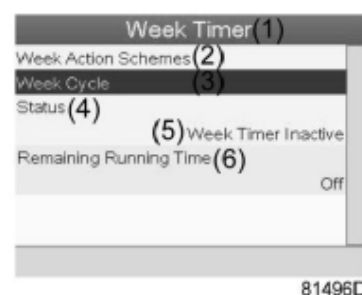 Week Timer(1)
Week Action Schemes(2)
Week Cycle (3)
Status(4)
(5)Week Timer Inactive
Remaining Running Time(6)
Off
81496D